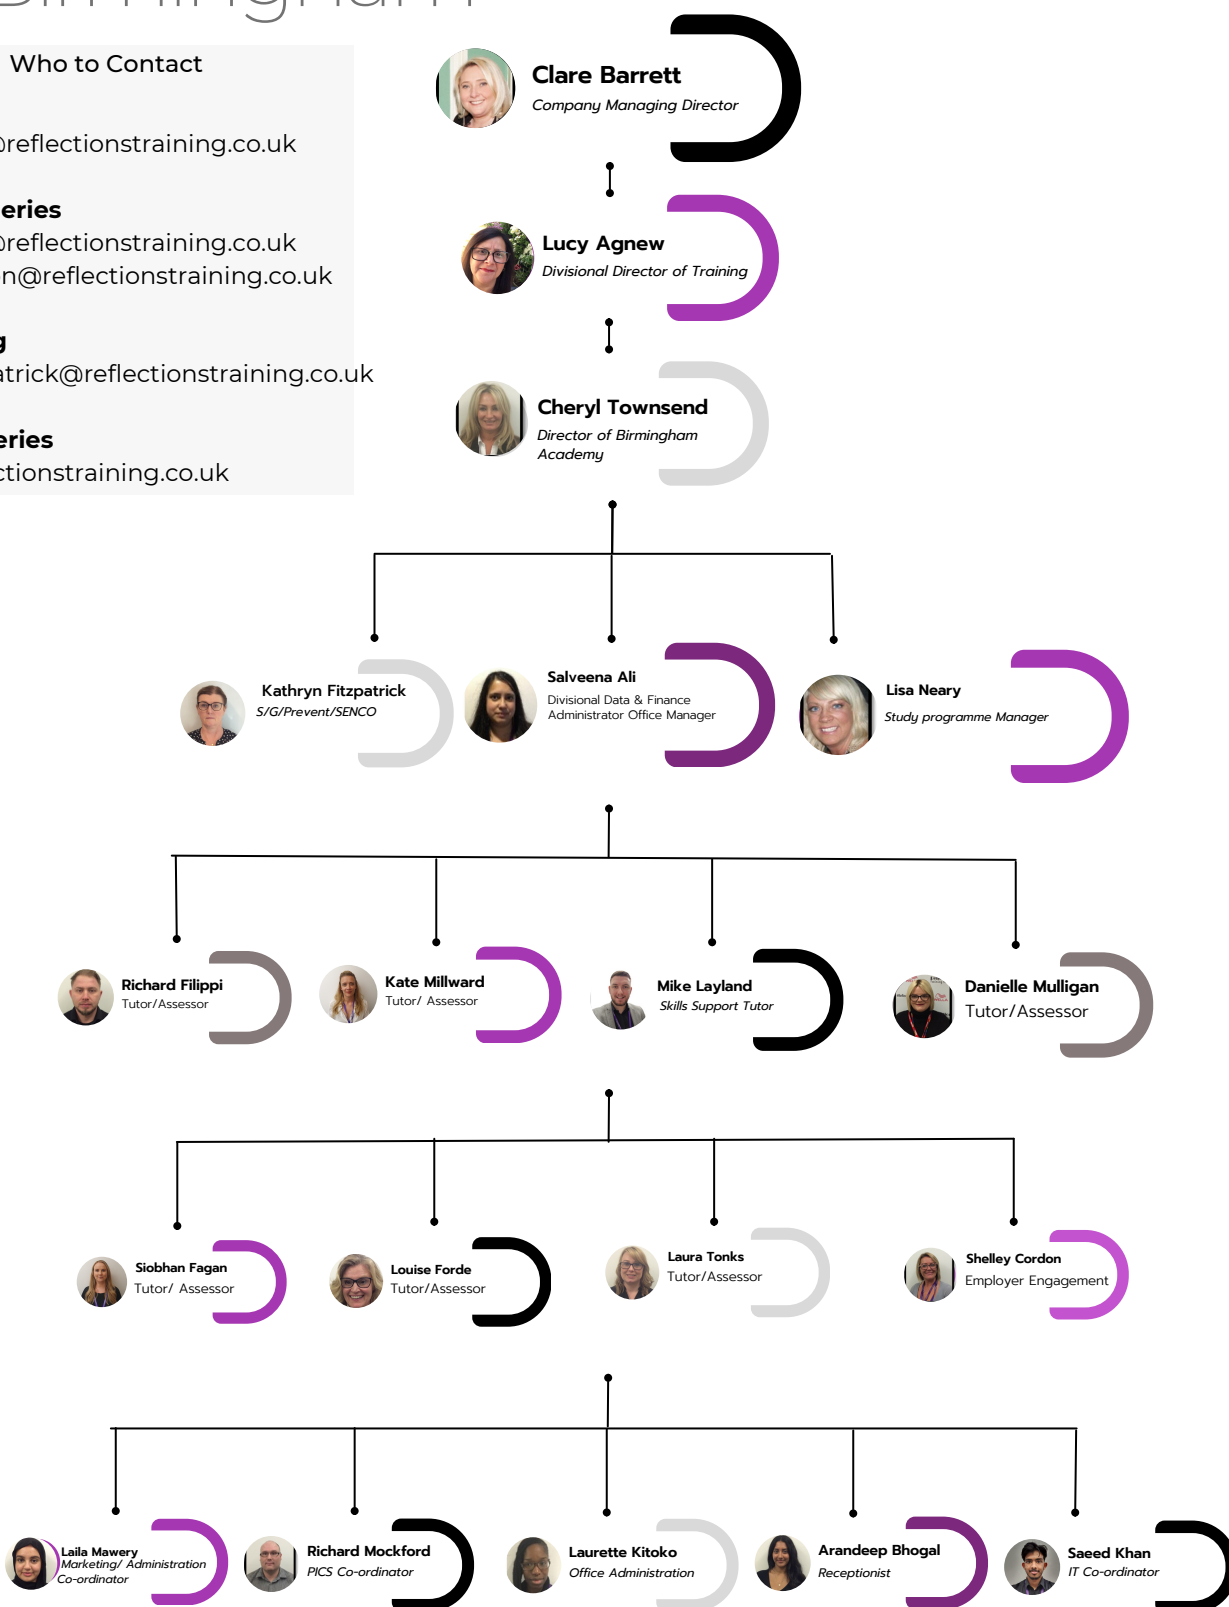 Birmingham
Who to Contact
@reflectionstraining.co.uk
eries
@reflectionstraining.co.uk
n@reflectionstraining.co.uk
g
atrick@reflectionstraining.co.uk
eries
ctionstraining.co.uk
Clare Barrett
Company Managing Director
Lucy Agnew
Divisional Director of Training
Cheryl Townsend
Director of Birmingham
Academy
Kathryn Fitzpatrick
S/G/Prevent/SENCO
Salveena Ali
Divisional Data & Finance
Administrator Office Manager
Lisa Neary
Study programme Manager
Richard Filippi
Tutor/Assessor
Kate Millward
Tutor/ Assessor
Mike Layland
Skills Support Tutor
Danielle Mulligan
Tutor/Assessor
Siobhan Fagan
Tutor/ Assessor
Louise Forde
Tutor/Assessor
Laura Tonks
Tutor/Assessor
Shelley Cordon
Employer Engagement
Laila Mawery
Marketing/ Administration
Co-ordinator
Richard Mockford
PICS Co-ordinator
Laurette Kitoko
Office Administration
Arandeep Bhogal
Receptionist
Saeed Khan
IT Co-ordinator